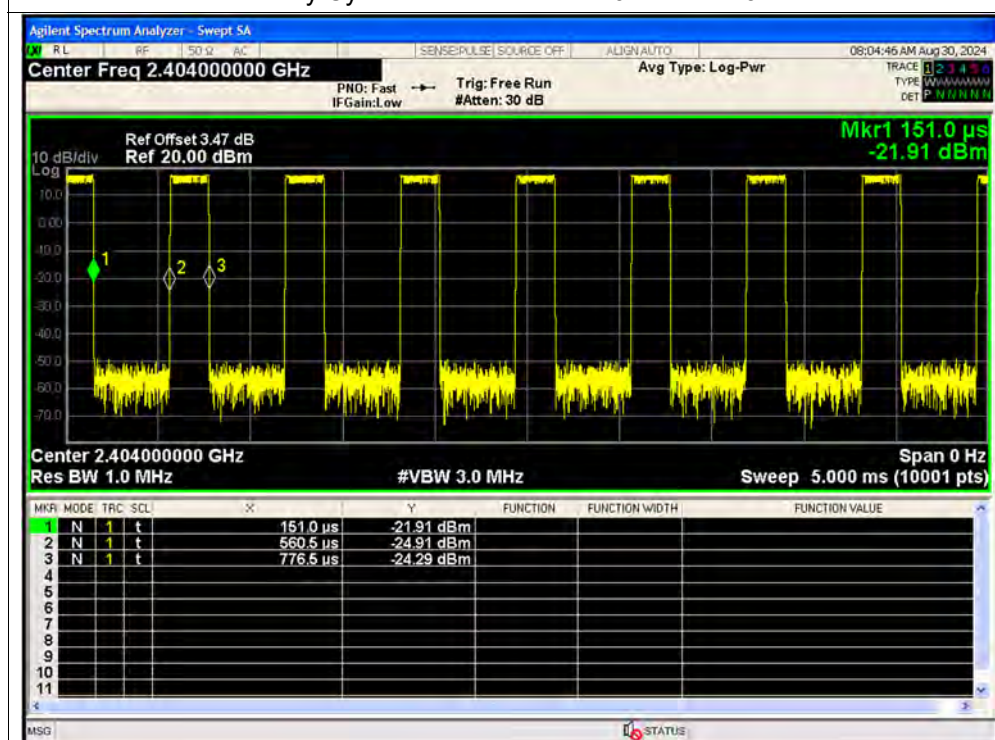 Agilent Spectrum Analyzer - Swept SA
RL RF 50 Ω AC SENSE:PULSE SOURCE OFF ALIGN AUTO 08:04:46 AM Aug 30, 2024
Center Freq 2.404000000 GHz Avg Type: Log-Pwr TRACE 1 2 3 4 5 6
PNO: Fast Trig: Free Run TYPE WWWWWW
IFGain:Low #Atten: 30 dB DET P N N N N N
Mkr1 151.0 µs
Ref Offset 3.47 dB
10 dB/div Ref 20.00 dBm -21.91 dBm
Log
10.0
0.00
-10.0
1
2 3
-20.0
-30.0
-40.0
-50.0
-60.0
-70.0
Center 2.404000000 GHz Span 0 Hz
Res BW 1.0 MHz #VBW 3.0 MHz Sweep 5.000 ms (10001 pts)
MKR MODE TRC SCL X Y FUNCTION FUNCTION WIDTH FUNCTION VALUE
1 N 1 t 151.0 µs -21.91 dBm
2 N 1 t 560.5 µs -24.91 dBm
3 N 1 t 776.5 µs -24.29 dBm
4
5
6
7
8
9
10
11
MSG STATUS